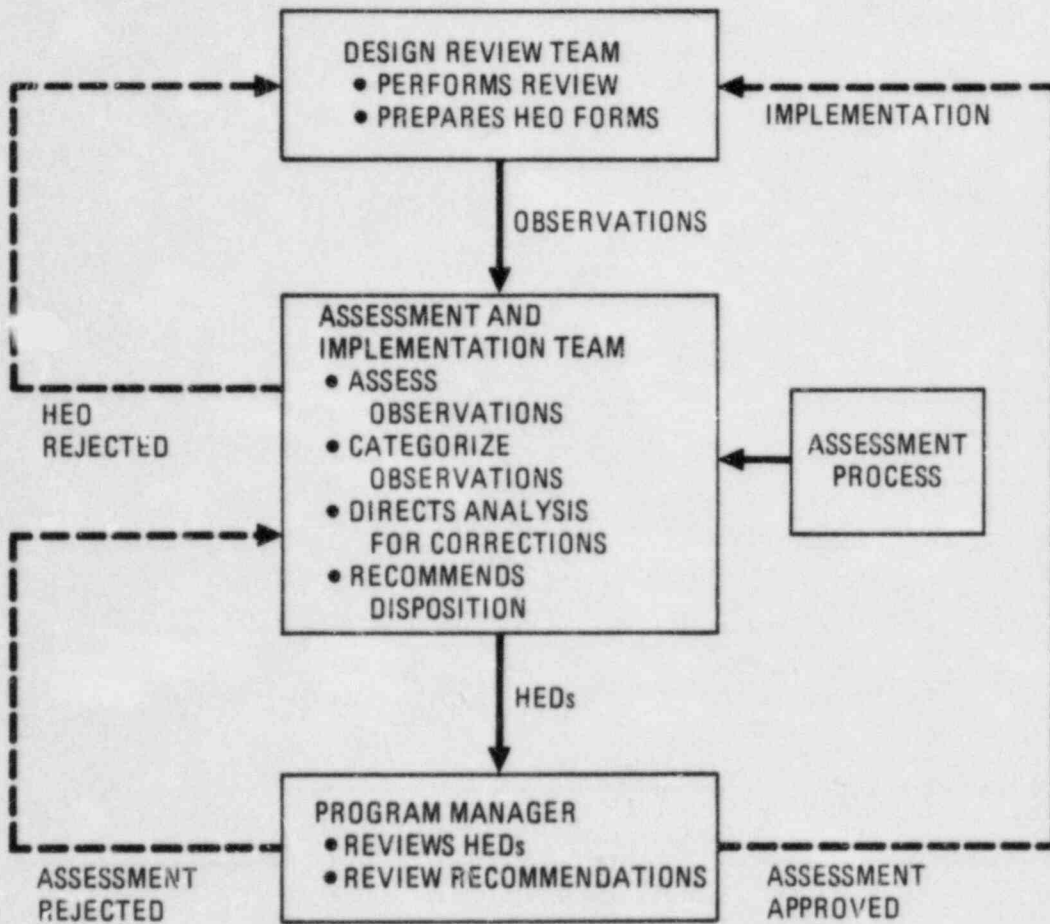 DESIGN REVIEW TEAM
• PERFORMS REVIEW
• PREPARES HEO FORMS
IMPLEMENTATION
OBSERVATIONS
ASSESSMENT AND
IMPLEMENTATION TEAM
• ASSESS
OBSERVATIONS
• CATEGORIZE
OBSERVATIONS
• DIRECTS ANALYSIS
FOR CORRECTIONS
• RECOMMENDS
DISPOSITION
HEO
REJECTED
ASSESSMENT
PROCESS
HEDs
PROGRAM MANAGER
• REVIEWS HEDs
• REVIEW RECOMMENDATIONS
ASSESSMENT
REJECTED
ASSESSMENT
APPROVED